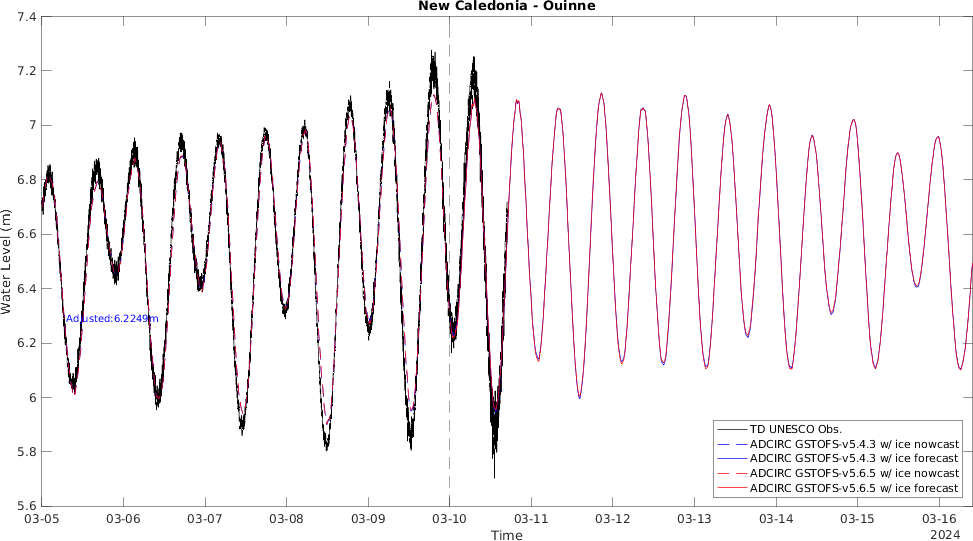 New Caledonia - Ouinne
7.4
7.2
7
6.8
6.6
6.4
6.2
6
5.8
5.6
Water Level (m)
Adjusted:6.2249m
TD UNESCO Obs.
ADCIRC GSTOFS-v5.4.3 w/ ice nowcast
ADCIRC GSTOFS-v5.4.3 w/ ice forecast
ADCIRC GSTOFS-v5.6.5 w/ ice nowcast
ADCIRC GSTOFS-v5.6.5 w/ ice forecast
03-05 03-06 03-07 03-08 03-09 03-10 03-11 03-12 03-13 03-14 03-15 03-16
Time
2024